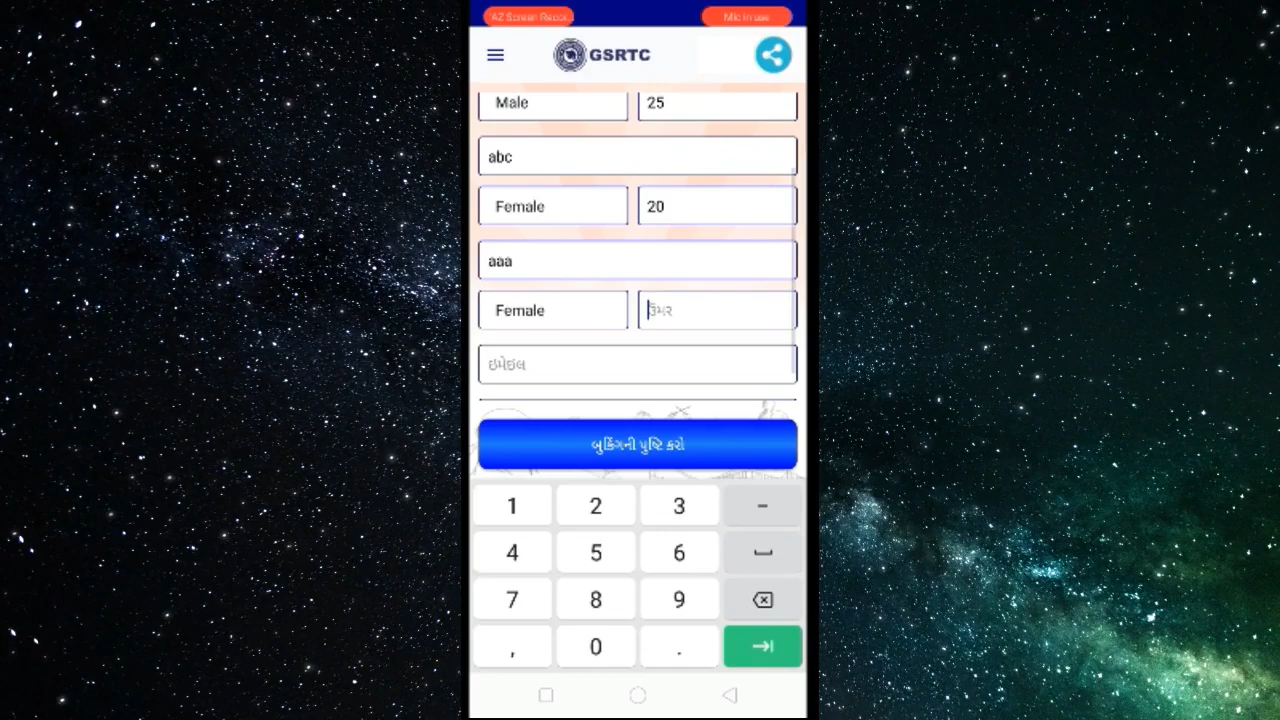 AZ Screen Recor..
Mic in use
GSRTC
Male
25
abc
Female
20
aaa
Female
ઉંમર
ઇમેઇલ
બુકિંગની પુષ્ટિ કરો
1 2 3 -
4 5 6
7 8 9
, 0 .